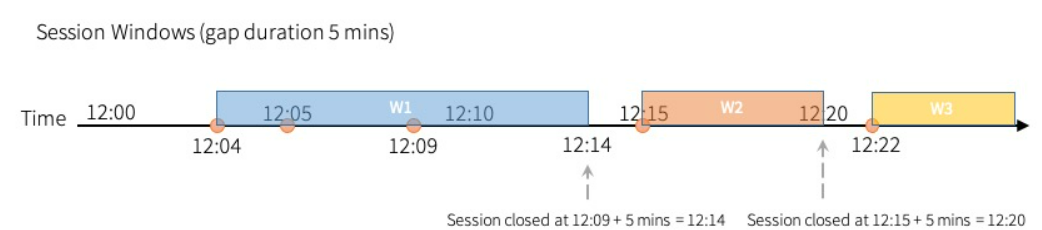 Session Windows (gap duration 5 mins)
Time 12:00 12:05 W1 12:10 12:15 W2 12:20 W3
12:04 12:09 12:14 12:22
Session closed at 12:09 + 5 mins = 12:14 Session closed at 12:15 + 5 mins = 12:20